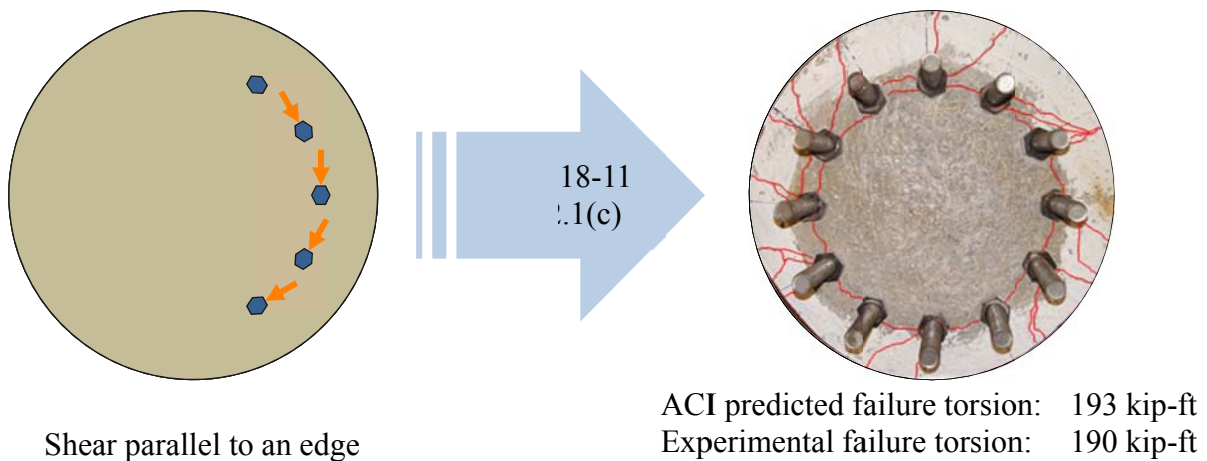 18-11
.1(c)
ACI predicted failure torsion: 193 kip-ft
Experimental failure torsion: 190 kip-ft
Shear parallel to an edge